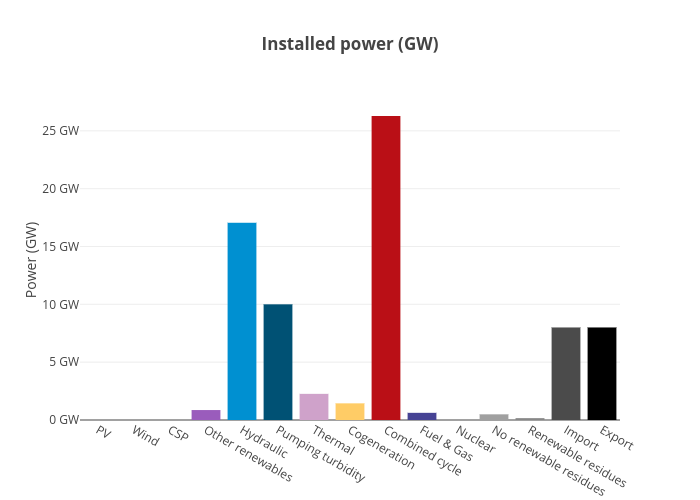 Installed power (GW)
Power (GW)
25 GW
20 GW
15 GW
10 GW
5 GW
0 GW
PV
Wind
CSP
Other renewables
Hydraulic
Pumping turbidity
Thermal
Cogeneration
Combined cycle
Fuel & Gas
Nuclear
No renewable residues
Renewable residues
Import
Export